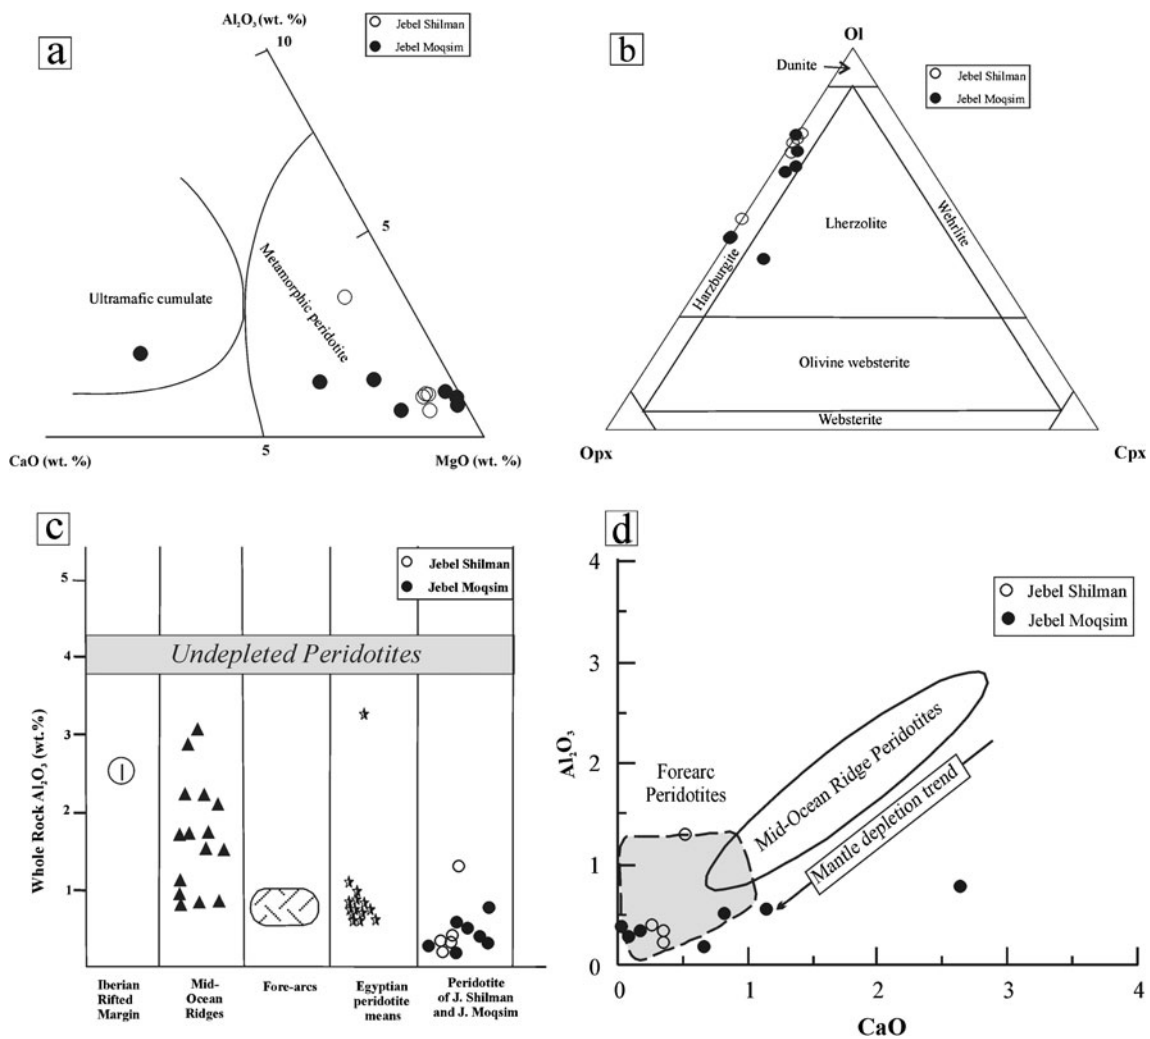 a
Al₂O₃ (wt. %)
10
Jebel Shilman
Jebel Moqsim
5
Metamorphic peridotite
Ultramafic cumulate
CaO (wt. %)
5
MgO (wt. %)
b
Ol
Dunite
Jebel Shilman
Jebel Moqsim
Lherzolite
Wehrlite
Harzburgite
Olivine websterite
Websterite
Opx
Cpx
c
Jebel Shilman
Jebel Moqsim
5
Undepleted Peridotites
4
3
2
1
Whole Rock Al₂O₃ (wt.%)
Iberian
Rifted
Margin
Mid-
Ocean
Ridges
Fore-arcs
Egyptian
peridotite
means
Peridotite
of J. Shilman
and J. Moqsim
d
4
Jebel Shilman
Jebel Moqsim
3
2
1
0
Al₂O₃
Forearc
Peridotites
Mid-Ocean Ridge Peridotites
Mantle depletion trend
0
1
2
3
4
CaO